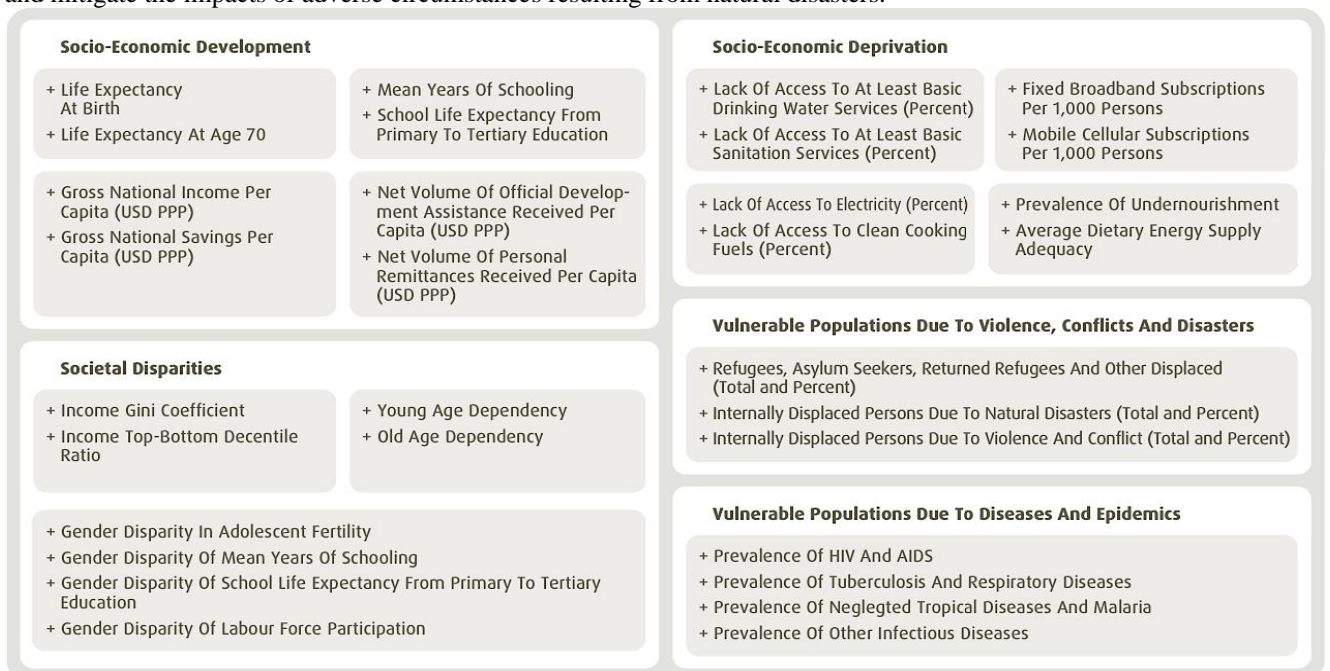 and mitigate the impacts of adverse circumstances resulting from natural disasters.
Socio-Economic Development
+ Life Expectancy
At Birth
+ Life Expectancy At Age 70
+ Mean Years Of Schooling
+ School Life Expectancy From
Primary To Tertiary Education
+ Gross National Income Per
Capita (USD PPP)
+ Gross National Savings Per
Capita (USD PPP)
+ Net Volume Of Official Develop-
ment Assistance Received Per
Capita (USD PPP)
+ Net Volume Of Personal
Remittances Received Per Capita
(USD PPP)
Societal Disparities
+ Income Gini Coefficient
+ Income Top-Bottom Decentile
Ratio
+ Young Age Dependency
+ Old Age Dependency
+ Gender Disparity In Adolescent Fertility
+ Gender Disparity Of Mean Years Of Schooling
+ Gender Disparity Of School Life Expectancy From Primary To Tertiary
Education
+ Gender Disparity Of Labour Force Participation
Socio-Economic Deprivation
+ Lack Of Access To At Least Basic
Drinking Water Services (Percent)
+ Lack Of Access To At Least Basic
Sanitation Services (Percent)
+ Fixed Broadband Subscriptions
Per 1,000 Persons
+ Mobile Cellular Subscriptions
Per 1,000 Persons
+ Lack Of Access To Electricity (Percent)
+ Lack Of Access To Clean Cooking
Fuels (Percent)
+ Prevalence Of Undernourishment
+ Average Dietary Energy Supply
Adequacy
Vulnerable Populations Due To Violence, Conflicts And Disasters
+ Refugees, Asylum Seekers, Returned Refugees And Other Displaced
(Total and Percent)
+ Internally Displaced Persons Due To Natural Disasters (Total and Percent)
+ Internally Displaced Persons Due To Violence And Conflict (Total and Percent)
Vulnerable Populations Due To Diseases And Epidemics
+ Prevalence Of HIV And AIDS
+ Prevalence Of Tuberculosis And Respiratory Diseases
+ Prevalence Of Neglegted Tropical Diseases And Malaria
+ Prevalence Of Other Infectious Diseases